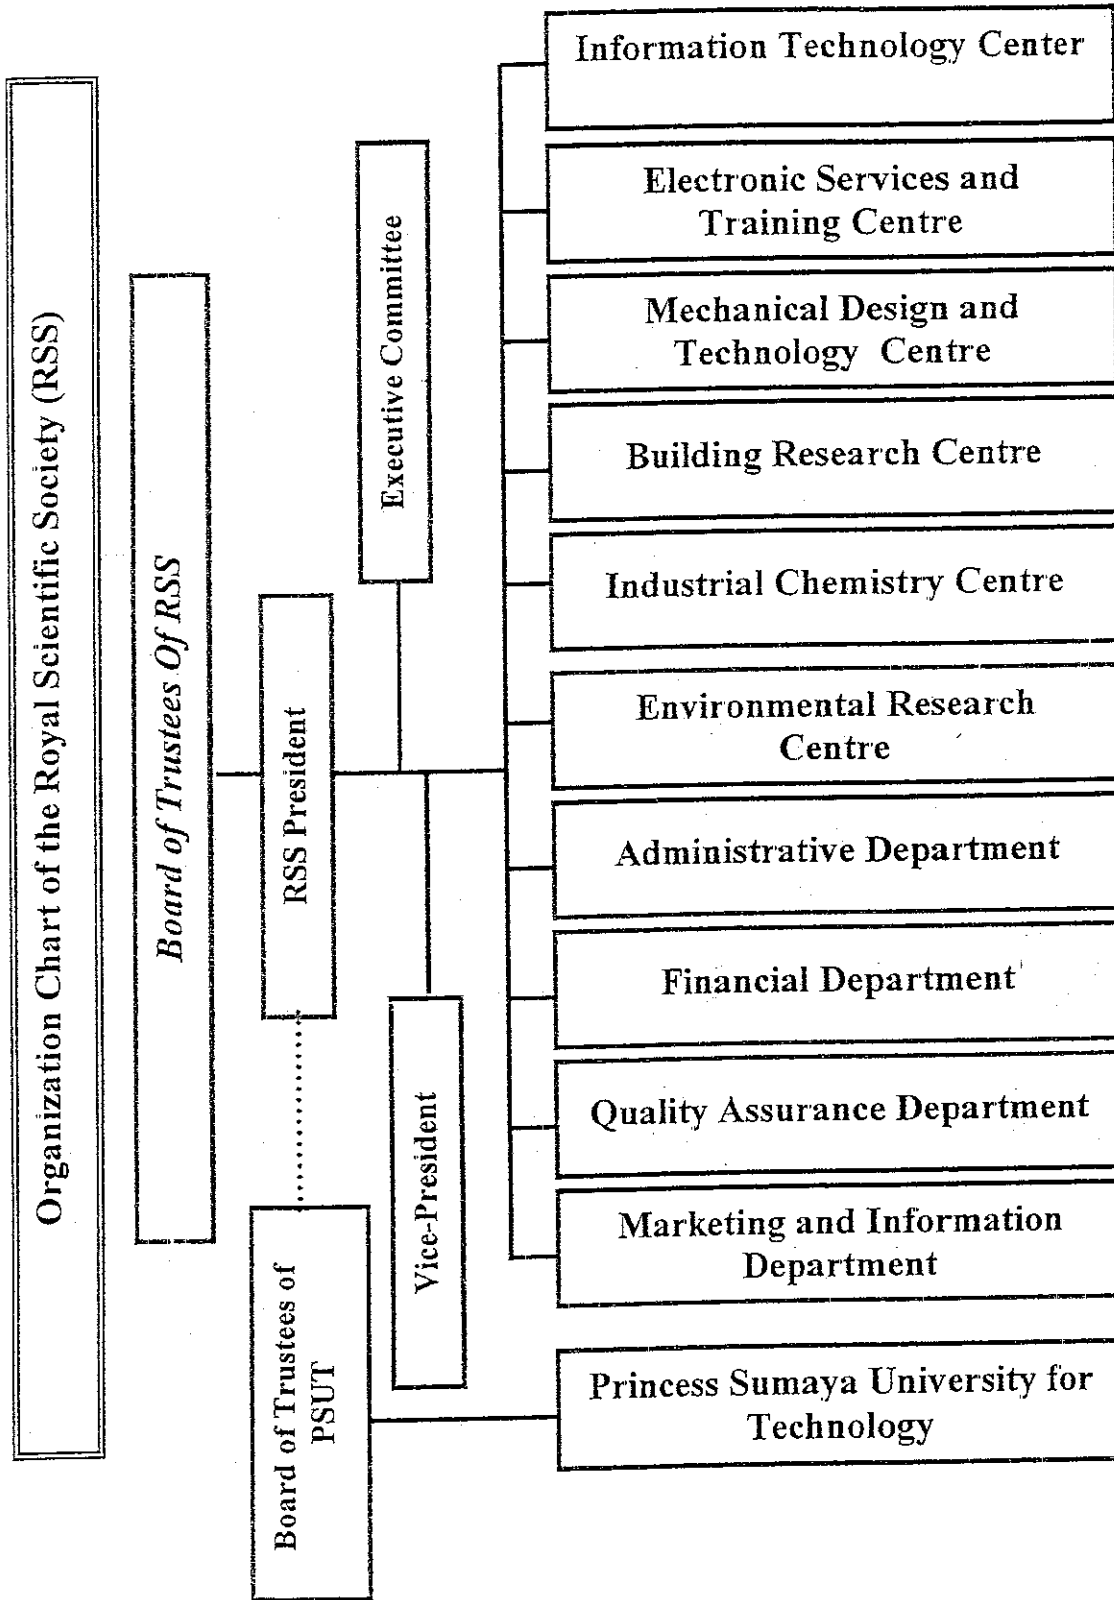 Organization Chart of the Royal Scientific Society (RSS)
Board of Trustees Of RSS
RSS President
Board of Trustees of
PSUT
Executive Committee
Vice-President
Information Technology Center
Electronic Services and
Training Centre
Mechanical Design and
Technology Centre
Building Research Centre
Industrial Chemistry Centre
Environmental Research
Centre
Administrative Department
Financial Department
Quality Assurance Department
Marketing and Information
Department
Princess Sumaya University for
Technology